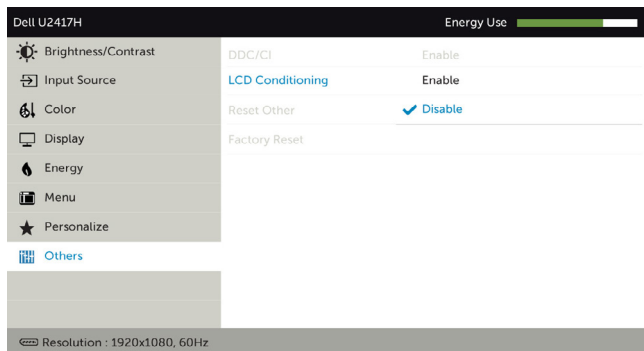 Dell U2417H Energy Use
Brightness/Contrast
Input Source
Color
Display
Energy
Menu
Personalize
Others
DDC/CI Enable
LCD Conditioning Enable
Reset Other Disable
Factory Reset
Resolution : 1920x1080, 60Hz